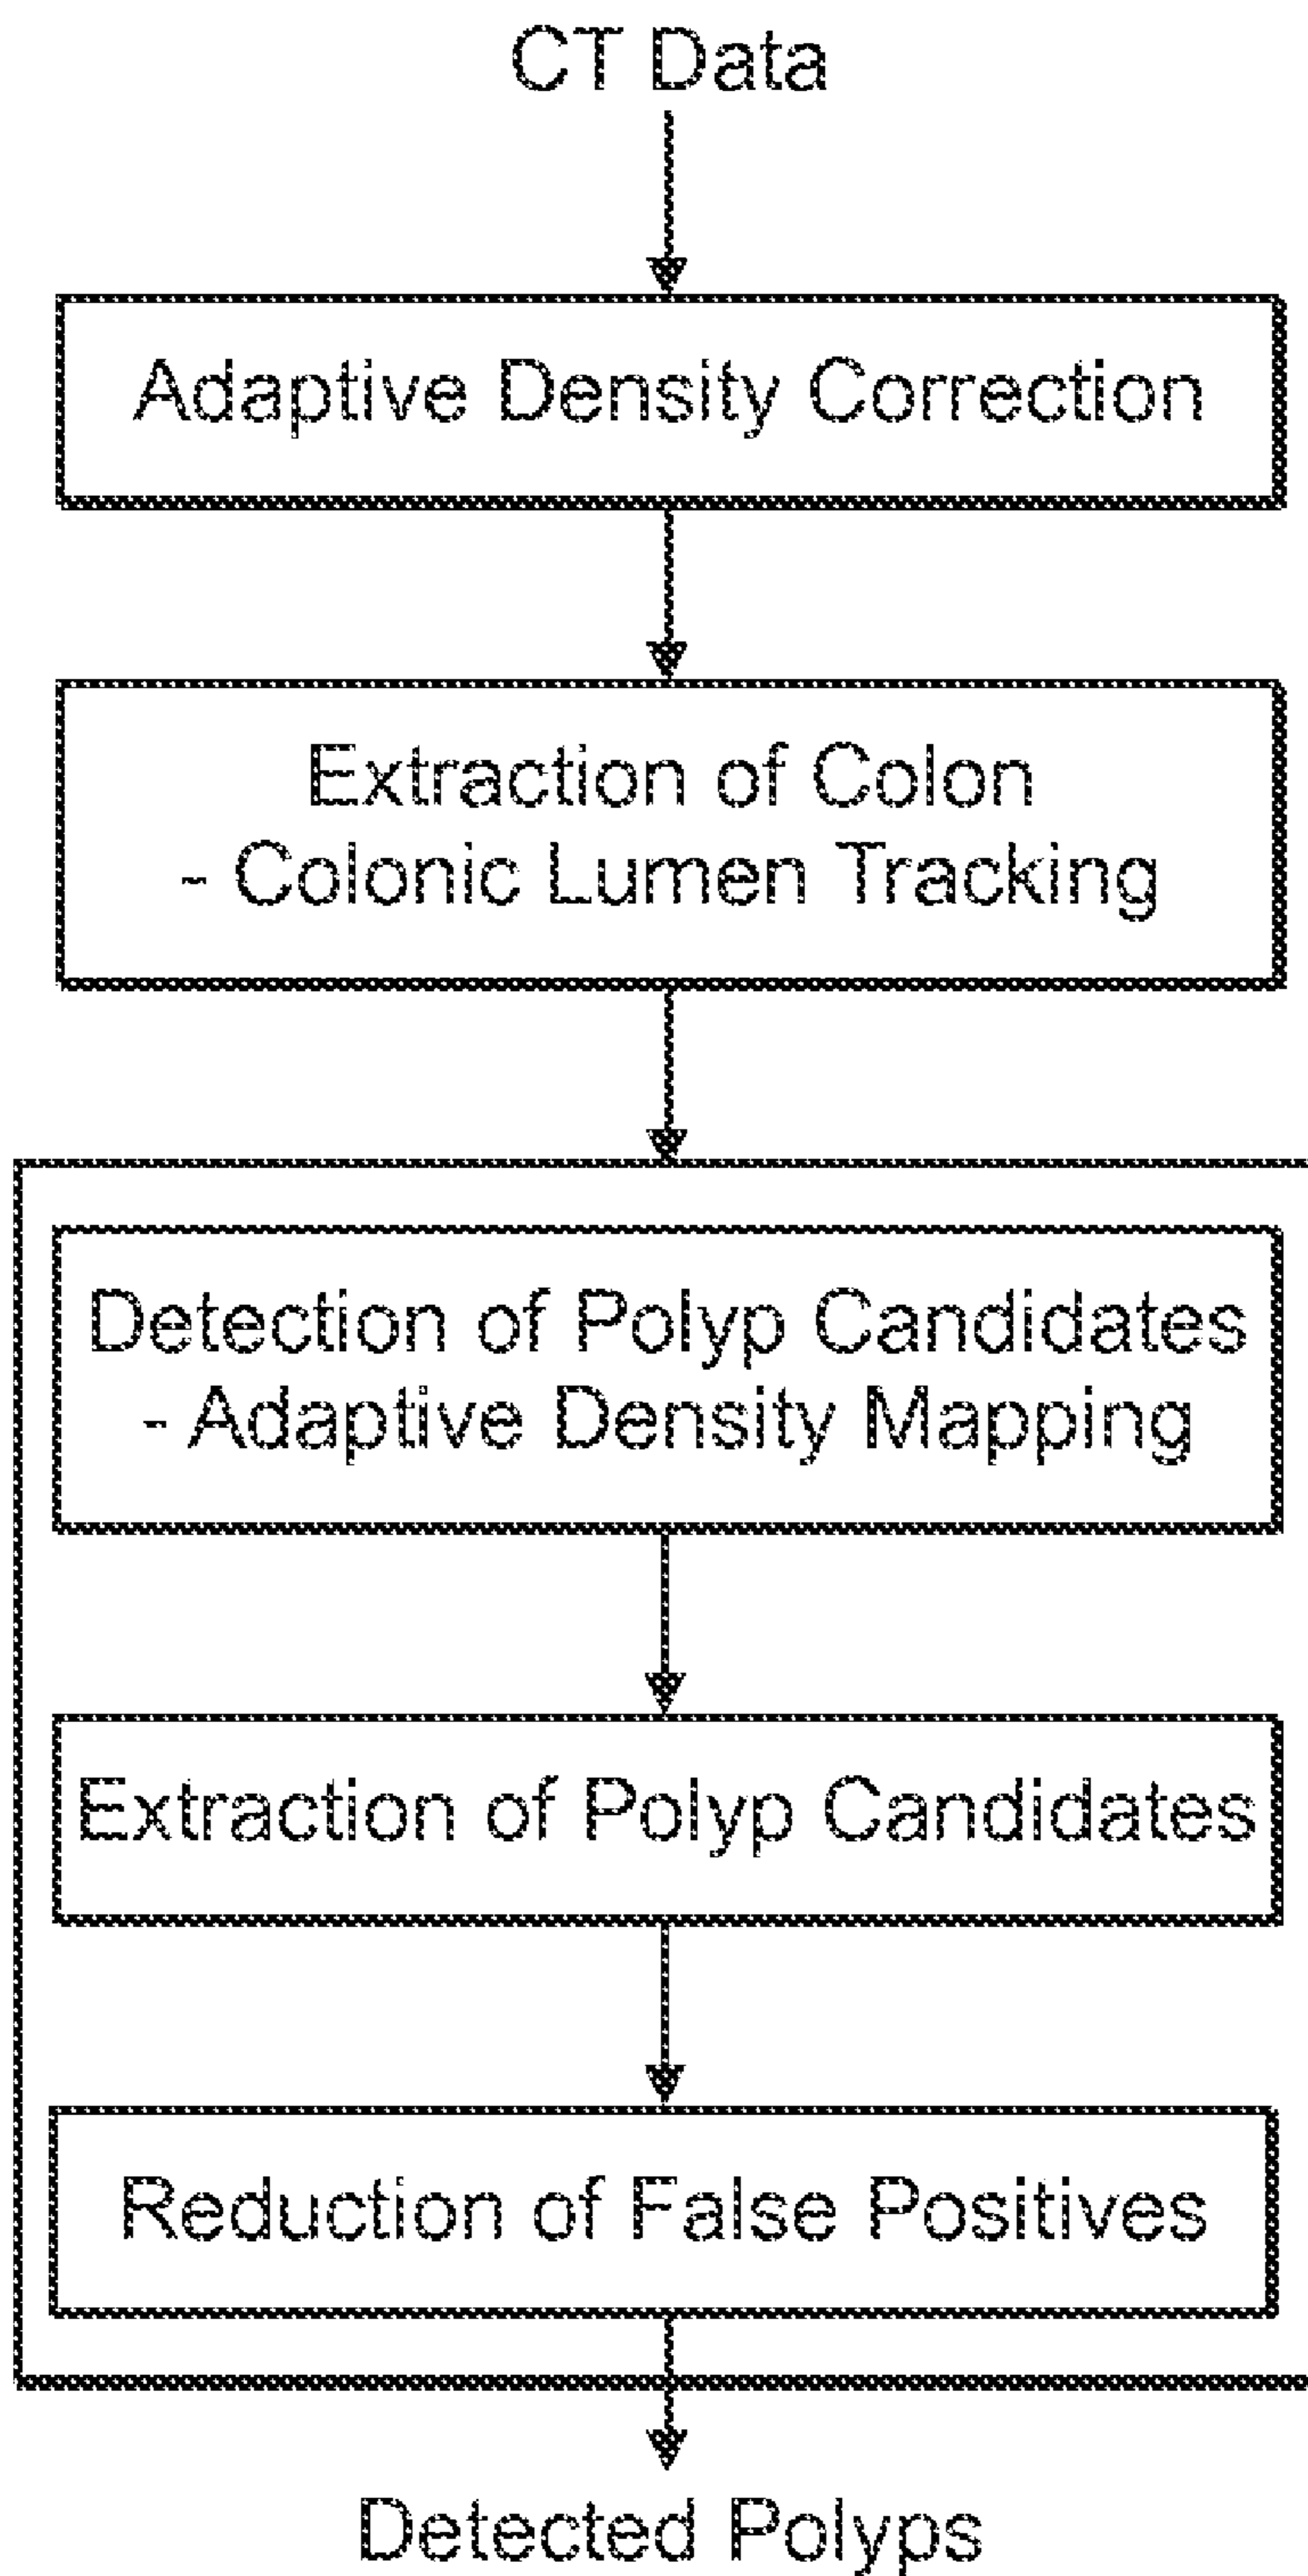 CT Data
Adaptive Density Correction
Extraction of Colon
- Colonic Lumen Tracking
Detection of Polyp Candidates
- Adaptive Density Mapping
Extraction of Polyp Candidates
Reduction of False Positives
Detected Polyps